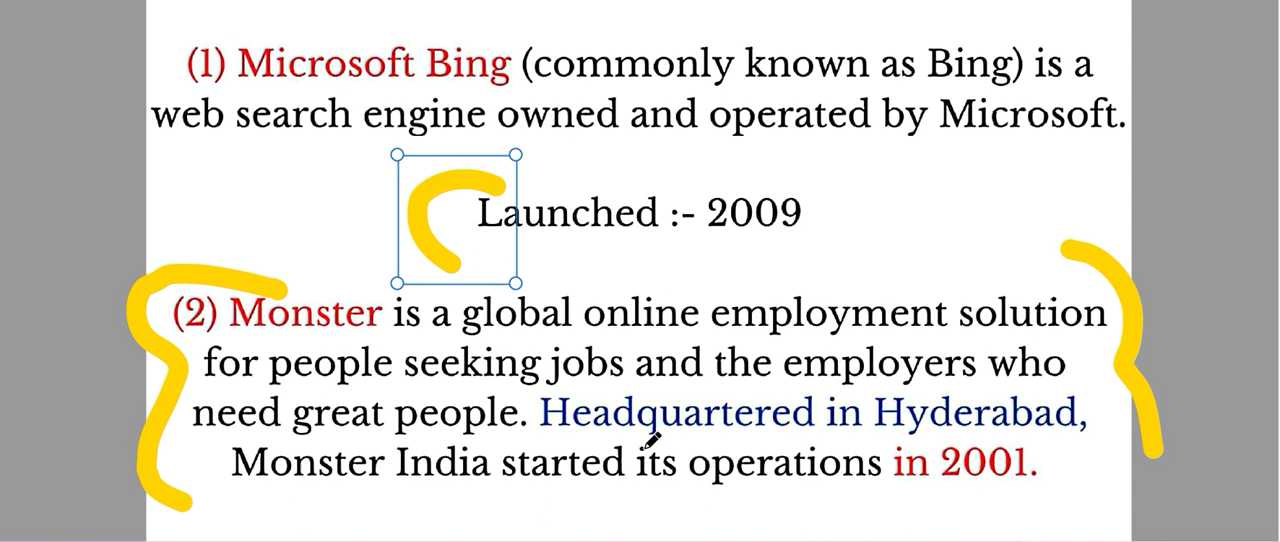 (1) Microsoft Bing (commonly known as Bing) is a
web search engine owned and operated by Microsoft.
Launched :- 2009
(2) Monster is a global online employment solution
for people seeking jobs and the employers who
need great people. Headquartered in Hyderabad,
Monster India started its operations in 2001.